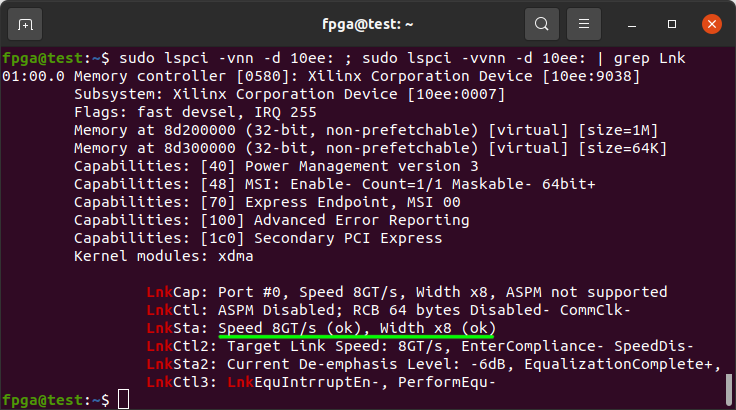 fpga@test: ~
fpga@test:~$ sudo lspci -vnn -d 10ee: ; sudo lspci -vvnn -d 10ee: | grep Lnk
01:00.0 Memory controller [0580]: Xilinx Corporation Device [10ee:9038]
Subsystem: Xilinx Corporation Device [10ee:0007]
Flags: fast devsel, IRQ 255
Memory at 8d200000 (32-bit, non-prefetchable) [virtual] [size=1M]
Memory at 8d300000 (32-bit, non-prefetchable) [virtual] [size=64K]
Capabilities: [40] Power Management version 3
Capabilities: [48] MSI: Enable- Count=1/1 Maskable- 64bit+
Capabilities: [70] Express Endpoint, MSI 00
Capabilities: [100] Advanced Error Reporting
Capabilities: [1c0] Secondary PCI Express
Kernel modules: xdma
LnkCap: Port #0, Speed 8GT/s, Width x8, ASPM not supported
LnkCtl: ASPM Disabled; RCB 64 bytes Disabled- CommClk-
LnkSta: Speed 8GT/s (ok), Width x8 (ok)
LnkCtl2: Target Link Speed: 8GT/s, EnterCompliance- SpeedDis-
LnkSta2: Current De-emphasis Level: -6dB, EqualizationComplete+,
LnkCtl3: LnkEquIntrruptEn-, PerformEqu-
fpga@test:~$